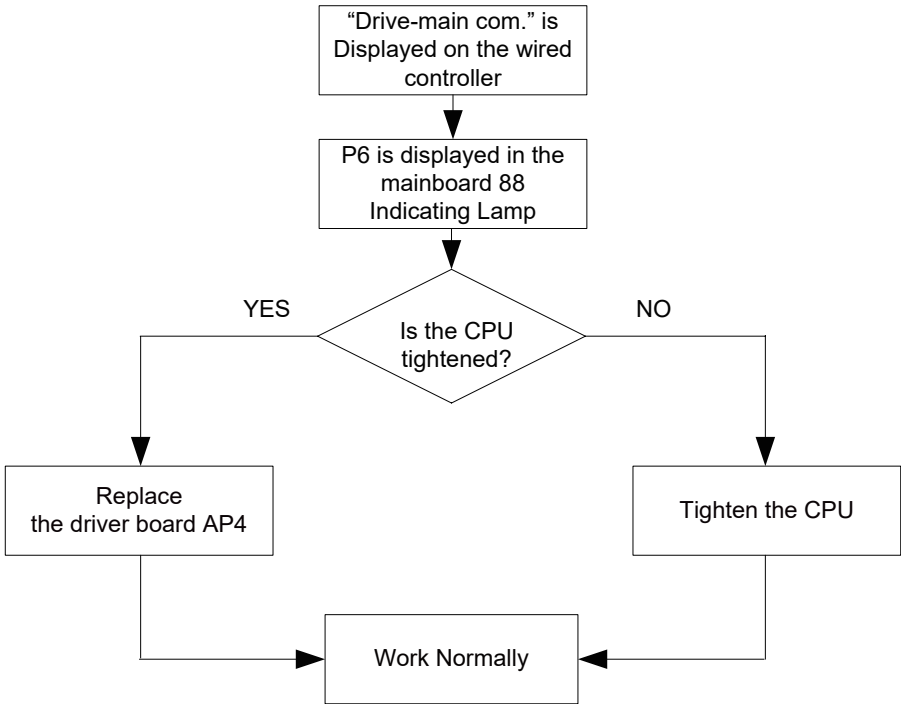 “Drive-main com.” is
Displayed on the wired
controller
P6 is displayed in the
mainboard 88
Indicating Lamp
YES
NO
Is the CPU
tightened?
Replace
the driver board AP4
Tighten the CPU
Work Normally